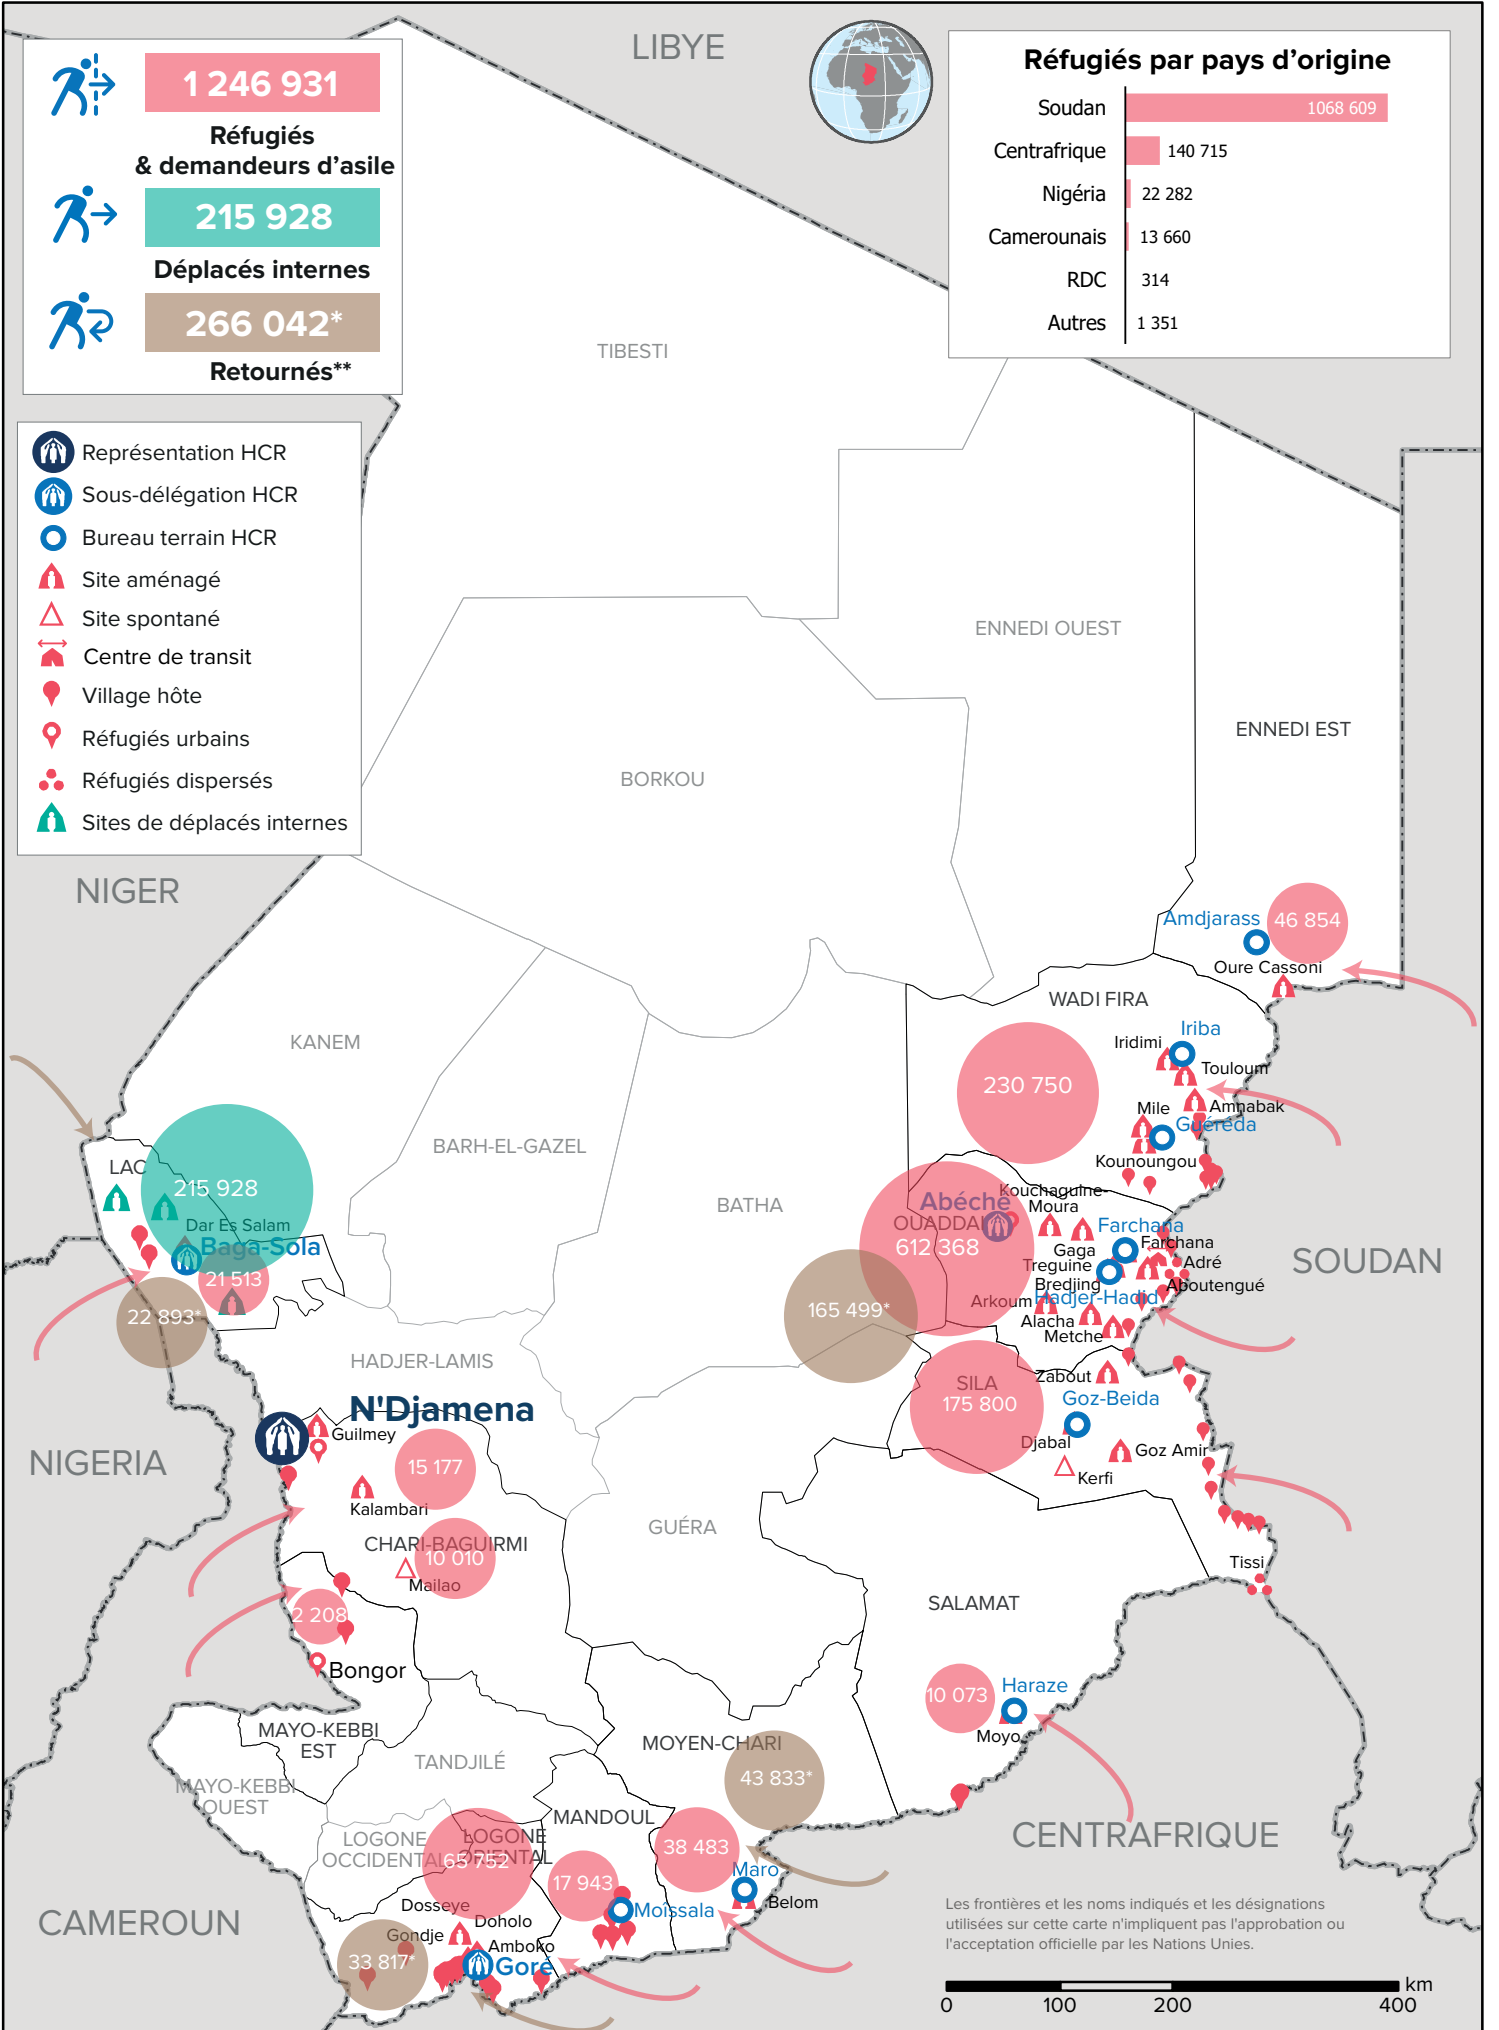 LIBYE
1 246 931
Réfugiés
& demandeurs d'asile
215 928
Déplacés internes
266 042*
Retournés**
Réfugiés par pays d'origine
Soudan 1068 609
Centrafrique 140 715
Nigéria 22 282
Camerounais 13 660
RDC 314
Autres 1 351
Représentation HCR
Sous-délégation HCR
Bureau terrain HCR
Site aménagé
Site spontané
Centre de transit
Village hôte
Réfugiés urbains
Réfugiés dispersés
Sites de déplacés internes
TIBESTI
ENNEDI OUEST
ENNEDI EST
BORKOU
NIGER
Amdjarass
46 854
Oure Cassoni
WADI FIRA
Iriba
Iridimi
Touloum
230 750
Amnabak
Mile
Guéréda
Kounoungou
KANEM
BARH-EL-GAZEL
BATHA
LAC
215 928
Dar Es Salam
Baga-Sola
21 513
22 893*
Kouchaguine-
Moura
Abéché
OUADDAI
612 368
Farchana
Farchana
Gaga
Adré
Treguine
Bredjing
Aboutengué
Hadjer-Hadid
Arkoum
Alacha
Metche
SOUDAN
165 499*
HADJER-LAMIS
Zabout
SILA
175 800
Goz-Beida
Djabal
Goz Amir
Kerfi
N'Djamena
Guilmey
15 177
Kalambari
NIGERIA
CHARI-BAGUIRMI
10 010
Mailao
GUÉRA
Tissi
SALAMAT
2 208
Bongor
10 073
Haraze
Moyo
MAYO-KEBBI
EST
TANDJILÉ
MOYEN-CHARI
43 833*
MAYO-KEBBI
OUEST
MANDOUL
LOGONE
OCCIDENTAL
LOGONE
ORIENTAL
65 752
38 483
17 943
Maro
Belom
Moissala
CENTRAFRIQUE
CAMEROUN
Dosseye
Doholo
Gondje
Amboko
Goré
33 817*
Les frontières et les noms indiqués et les désignations
utilisées sur cette carte n'impliquent pas l'approbation ou
l'acceptation officielle par les Nations Unies.
km
0 100 200 400